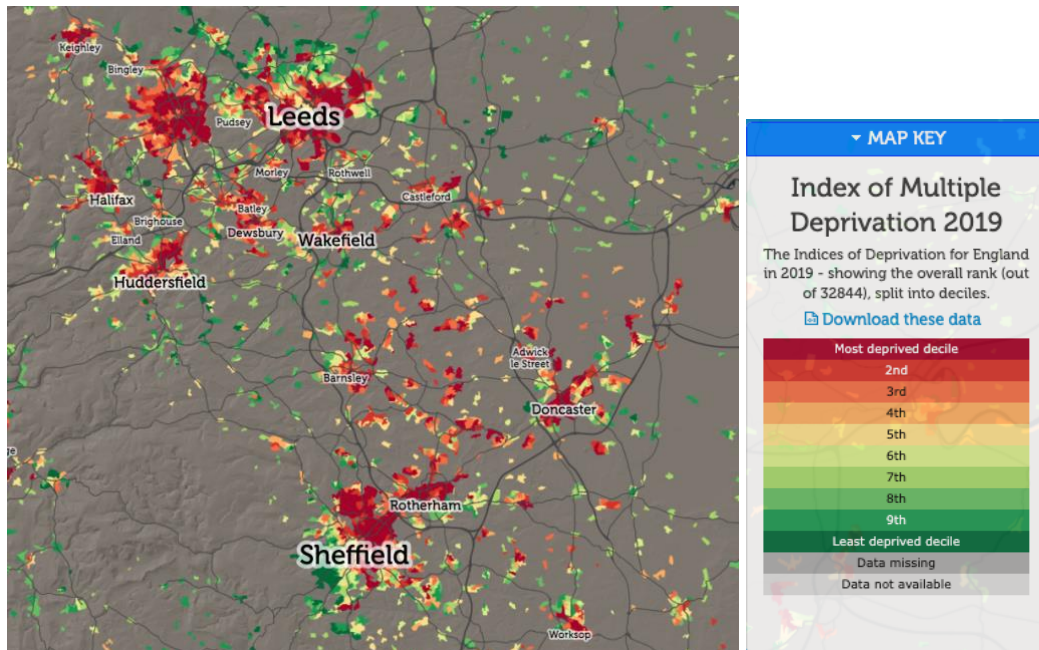 Keighley
Bingley
Leeds
Pudsey
Morley
Rothwell
Halifax
Castleford
Batley
Brighouse
Dewsbury
Elland
Wakefield
Huddersfield
Adwick
le Street
Barnsley
Doncaster
ge
Rotherham
Sheffield
Worksop
MAP KEY
Index of Multiple
Deprivation 2019
The Indices of Deprivation for England
in 2019 - showing the overall rank (out
of 32844), split into deciles.
Download these data
Most deprived decile
2nd
3rd
4th
5th
6th
7th
8th
9th
Least deprived decile
Data missing
Data not available